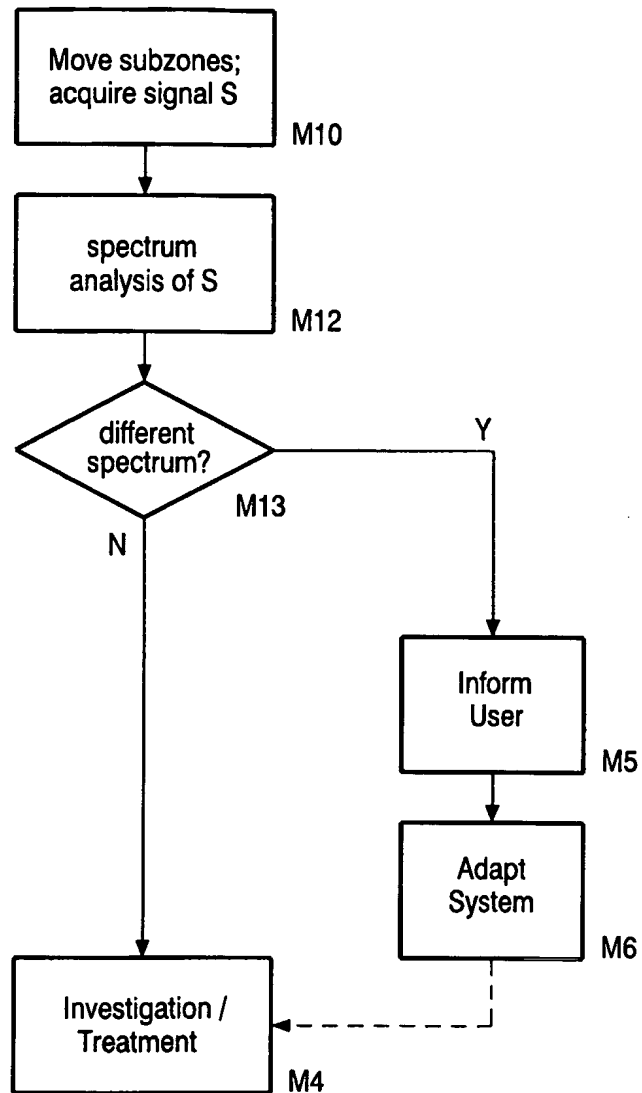 Move subzones;
acquire signal S
M10
spectrum
analysis of S
M12
different
spectrum?
M13
Y
N
Inform
User
M5
Adapt
System
M6
Investigation /
Treatment
M4